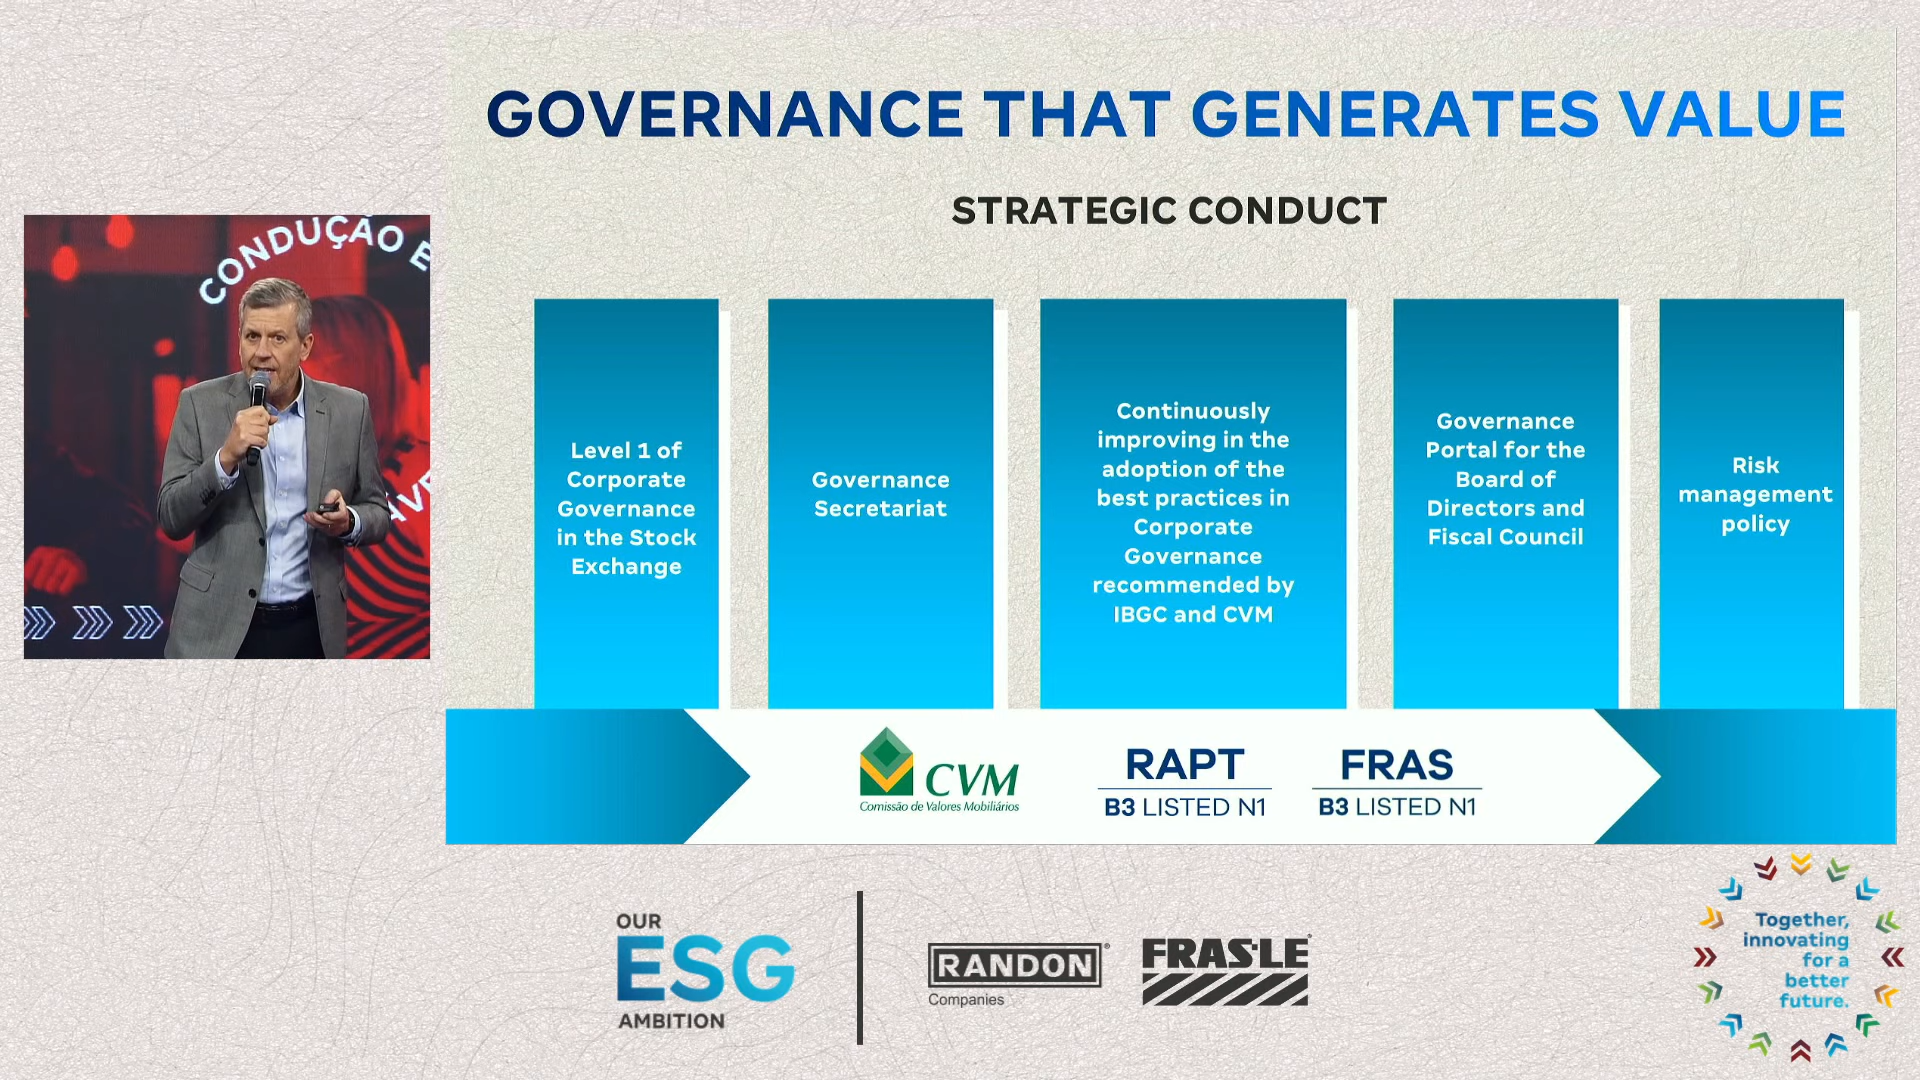 GOVERNANCE THAT GENERATES VALUE
STRATEGIC CONDUCT
CONDUÇÃO E
ÁVE
Level 1 of
Corporate
Governance
in the Stock
Exchange
Governance
Secretariat
Continuously
improving in the
adoption of the
best practices in
Corporate
Governance
recommended by
IBGC and CVM
Governance
Portal for the
Board of
Directors and
Fiscal Council
Risk
management
policy
CVM
Comissão de Valores Mobiliários
RAPT
B3 LISTED N1
FRAS
B3 LISTED N1
OUR
ESG
AMBITION
RANDON®
Companies
FRAS-LE®
Together,
innovating
for a
better
future.